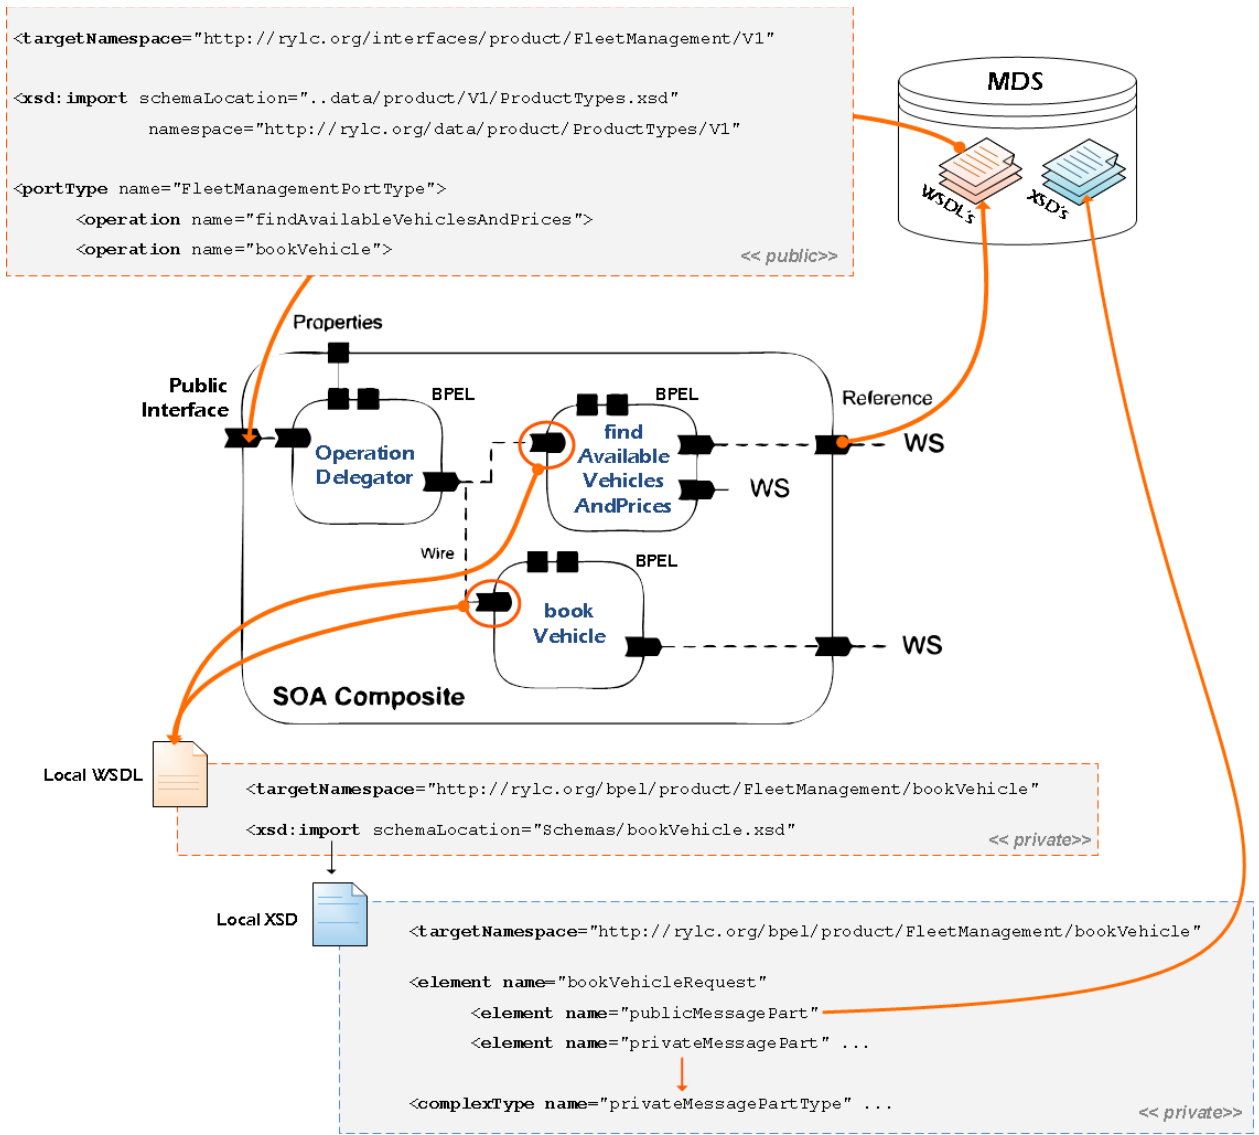 <targetNamespace="http://rylc.org/interfaces/product/FleetManagement/V1"
<xsd:import schemaLocation="..data/product/V1/ProductTypes.xsd"
namespace="http://rylc.org/data/product/ProductTypes/V1"
<portType name="FleetManagementPortType">
<operation name="findAvailableVehiclesAndPrices">
<operation name="bookVehicle">
<< public>>
MDS
WSDL's
XSD's
Properties
Public
Interface
BPEL
Operation
Delegator
BPEL
find
Available
Vehicles
AndPrices
Reference
WS
WS
Wire
BPEL
book
Vehicle
WS
SOA Composite
Local WSDL
<targetNamespace="http://rylc.org/bpel/product/FleetManagement/bookVehicle"
<xsd:import schemaLocation="Schemas/bookVehicle.xsd"
<< private>>
Local XSD
<targetNamespace="http://rylc.org/bpel/product/FleetManagement/bookVehicle"
<element name="bookVehicleRequest"
<element name="publicMessagePart"
<element name="privateMessagePart" ...
<complexType name="privateMessagePartType" ...
<< private>>